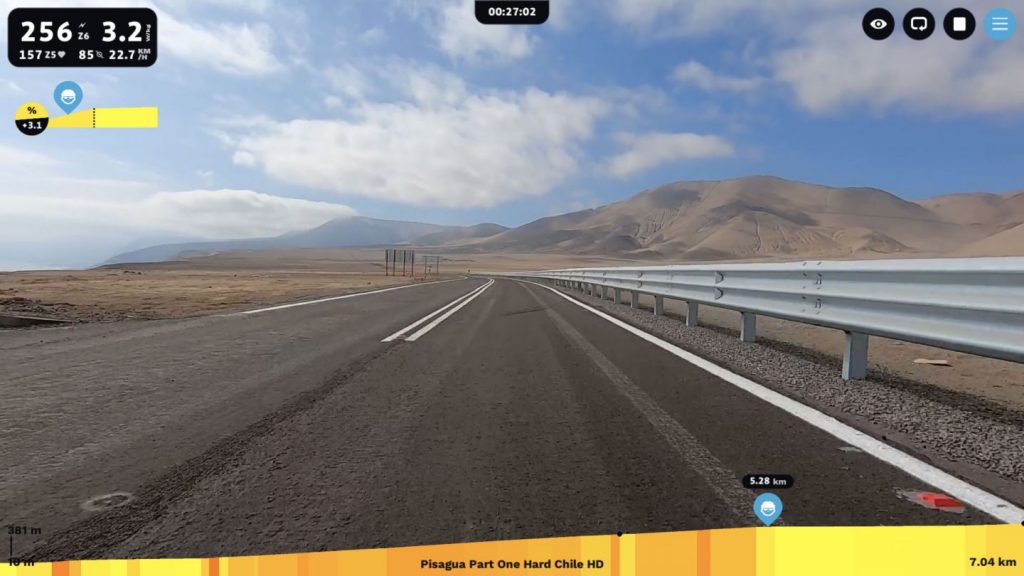 256 Z6 3.2 W/KG
157 Z5 85 22.7 KM/H
00:27:02
%
+3.1
5.28 km
381 m
10 m
Pisagua Part One Hard Chile HD
7.04 km